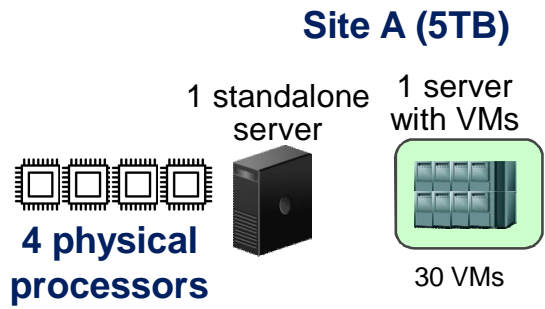 Site A (5TB)
1 standalone
server
1 server
with VMs
4 physical
processors
30 VMs